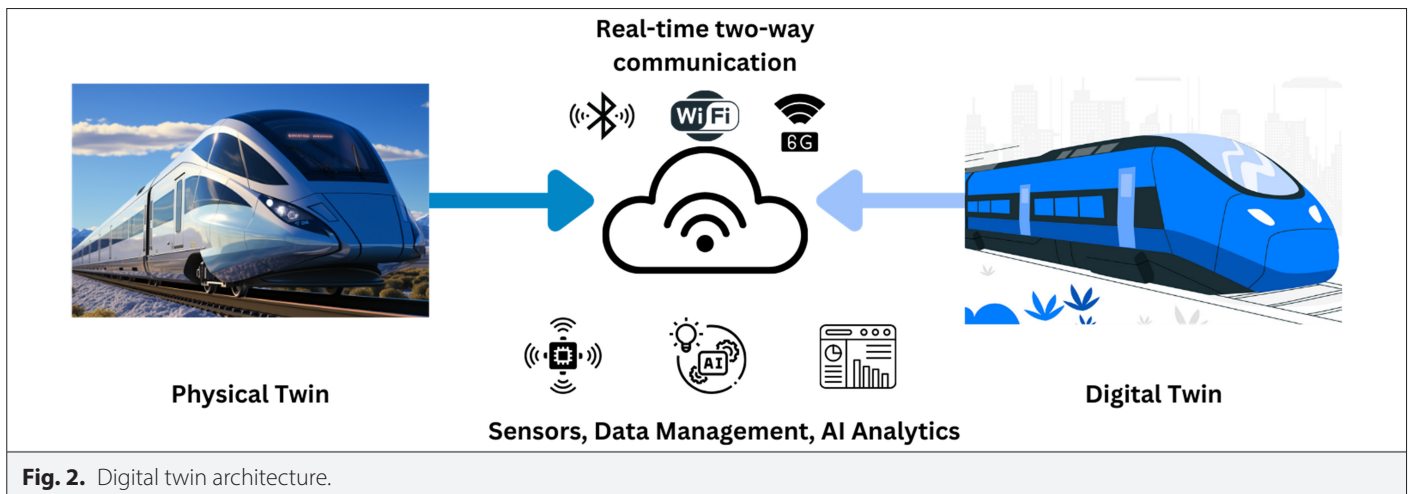 Real-time two-way
communication
WiFi
6G
AI
Physical Twin
Digital Twin
Sensors, Data Management, AI Analytics
Fig. 2. Digital twin architecture.